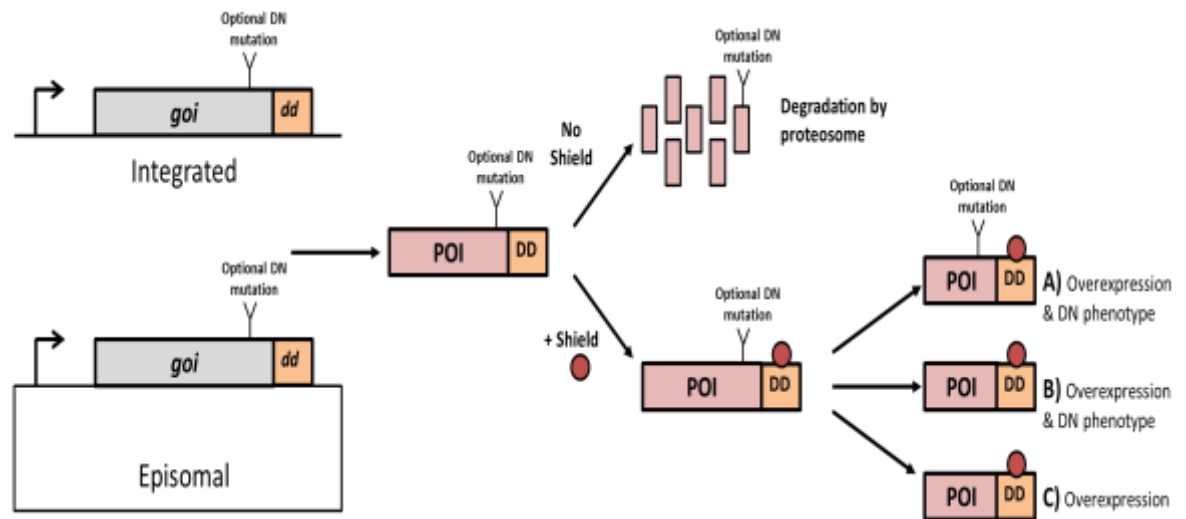 Optional DN
mutation
goi
dd
Integrated
Optional DN
mutation
goi
dd
Episomal
Optional DN
mutation
POI
DD
No
Shield
Optional DN
mutation
Degradation by
proteosome
+ Shield
Optional DN
mutation
POI
DD
Optional DN
mutation
POI
DD
A) Overexpression
& DN phenotype
POI
DD
B) Overexpression
& DN phenotype
POI
DD
C) Overexpression